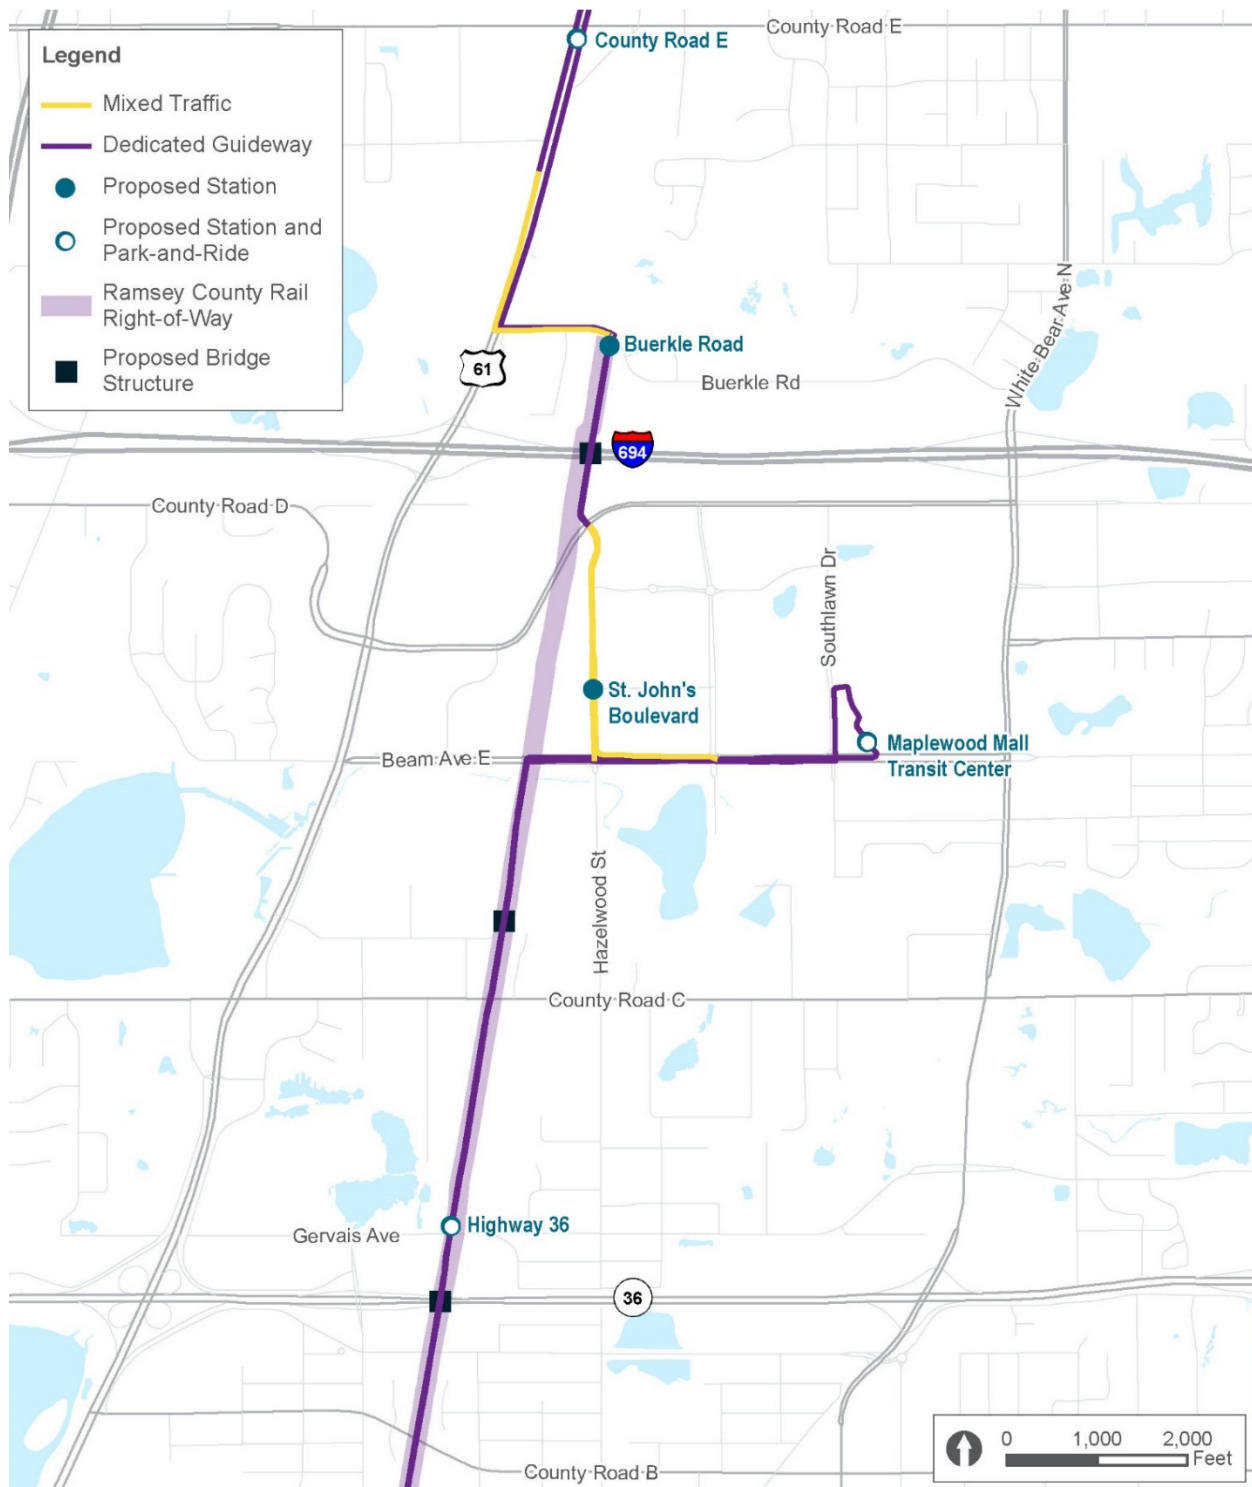 County Road E
County Road E
Legend
Mixed Traffic
Dedicated Guideway
Proposed Station
Proposed Station and
Park-and-Ride
Ramsey County Rail
Right-of-Way
Proposed Bridge
Structure
White Bear Ave N
Buerkle Road
61
Buerkle Rd
694
County Road D
Southlawn Dr
St. John's
Boulevard
Beam Ave E
Maplewood Mall
Transit Center
Hazelwood St
County Road C
Highway 36
Gervais Ave
36
0 1,000 2,000
Feet
County Road B